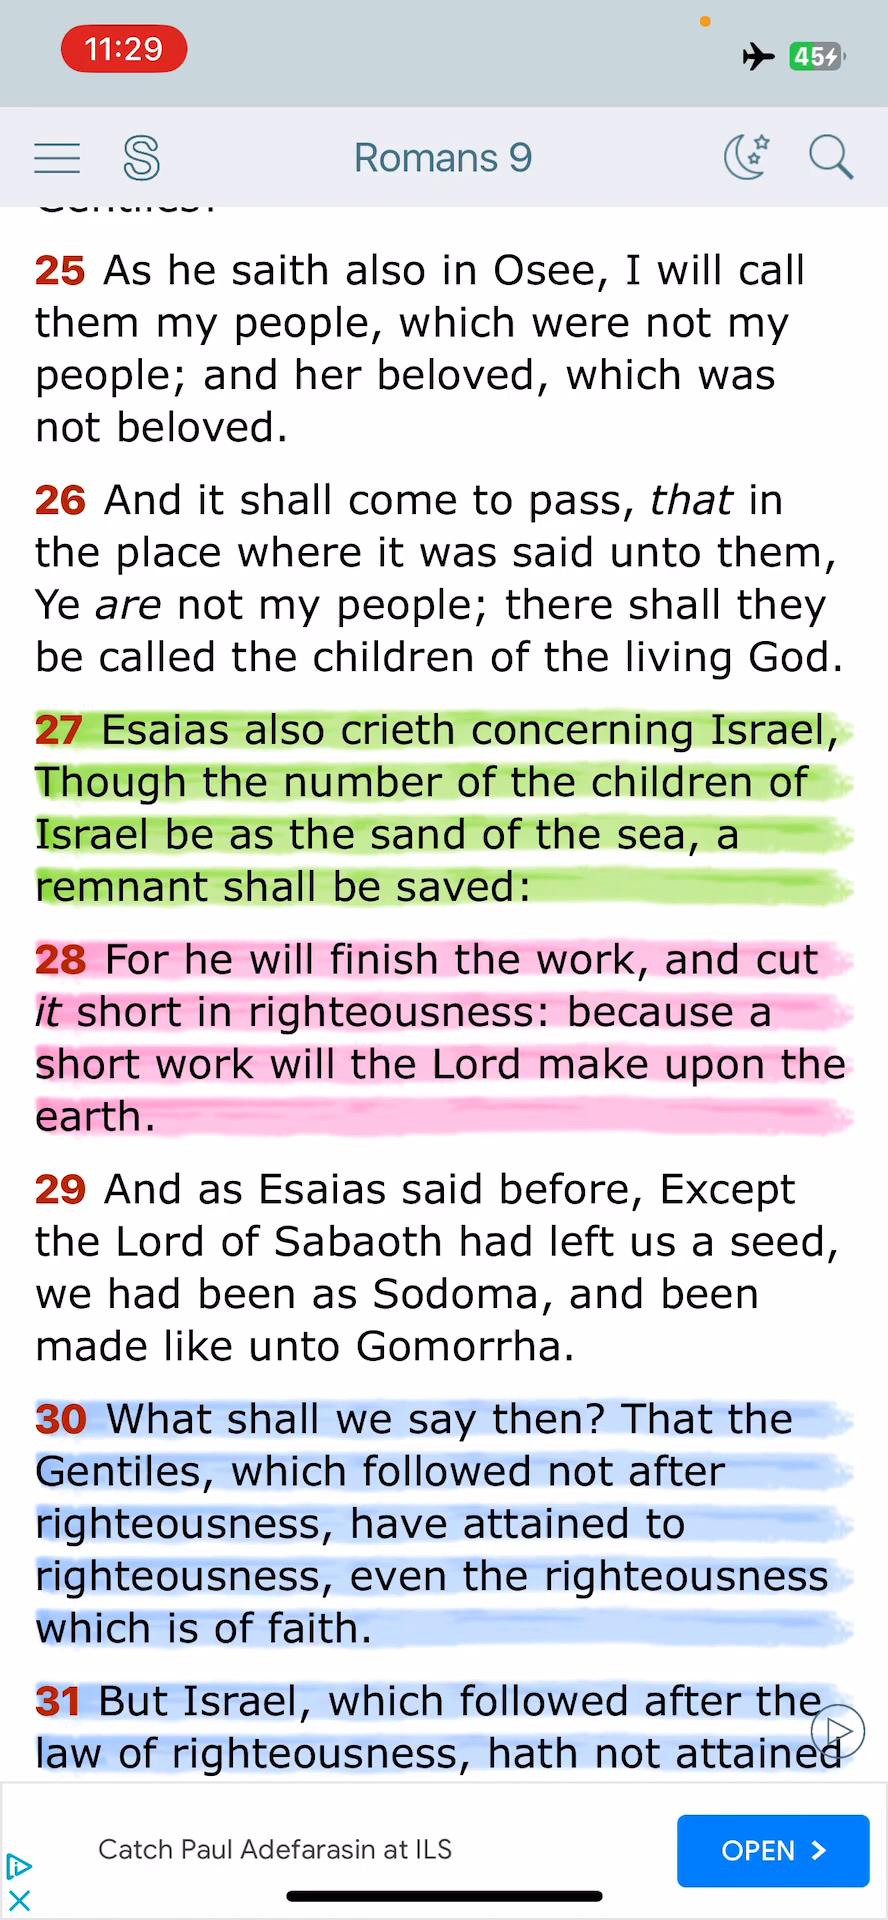 11:29
45
S
Romans 9
Gentiles?
25 As he saith also in Osee, I will call
them my people, which were not my
people; and her beloved, which was
not beloved.
26 And it shall come to pass, that in
the place where it was said unto them,
Ye are not my people; there shall they
be called the children of the living God.
27 Esaias also crieth concerning Israel,
Though the number of the children of
Israel be as the sand of the sea, a
remnant shall be saved:
28 For he will finish the work, and cut
it short in righteousness: because a
short work will the Lord make upon the
earth.
29 And as Esaias said before, Except
the Lord of Sabaoth had left us a seed,
we had been as Sodoma, and been
made like unto Gomorrha.
30 What shall we say then? That the
Gentiles, which followed not after
righteousness, have attained to
righteousness, even the righteousness
which is of faith.
31 But Israel, which followed after the
law of righteousness, hath not attained
Catch Paul Adefarasin at ILS
OPEN >